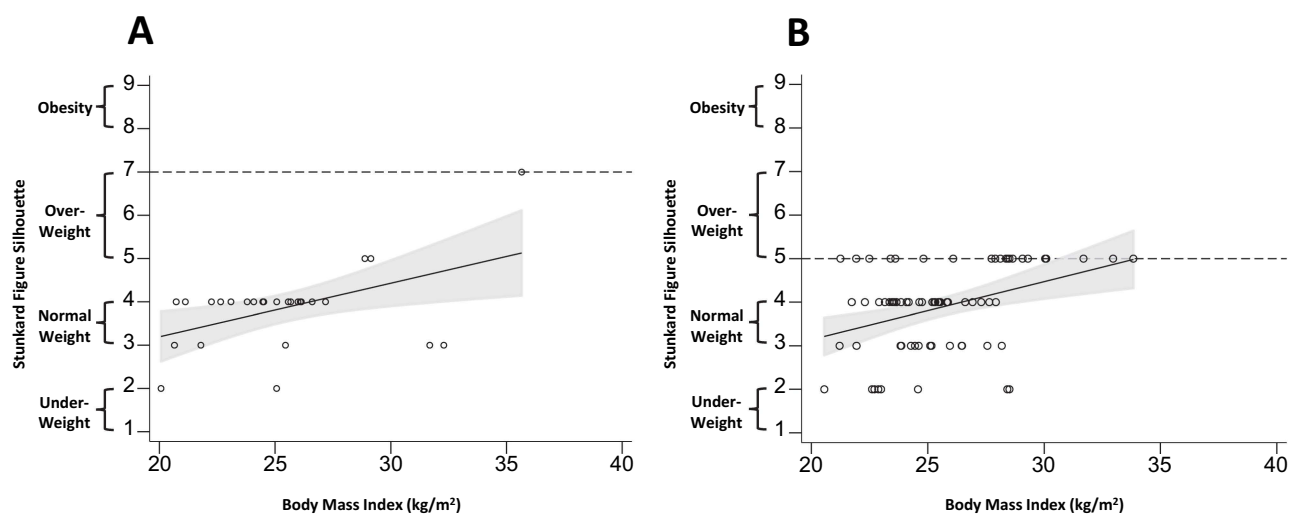 A
Stunkard Figure Silhouette
Obesity
Over-
Weight
Normal
Weight
Under-
Weight
9
8
7
6
5
4
3
2
1
20 25 30 35 40
Body Mass Index (kg/m²)
B
Stunkard Figure Silhouette
Obesity
Over-
Weight
Normal
Weight
Under-
Weight
9
8
7
6
5
4
3
2
1
20 25 30 35 40
Body Mass Index (kg/m²)